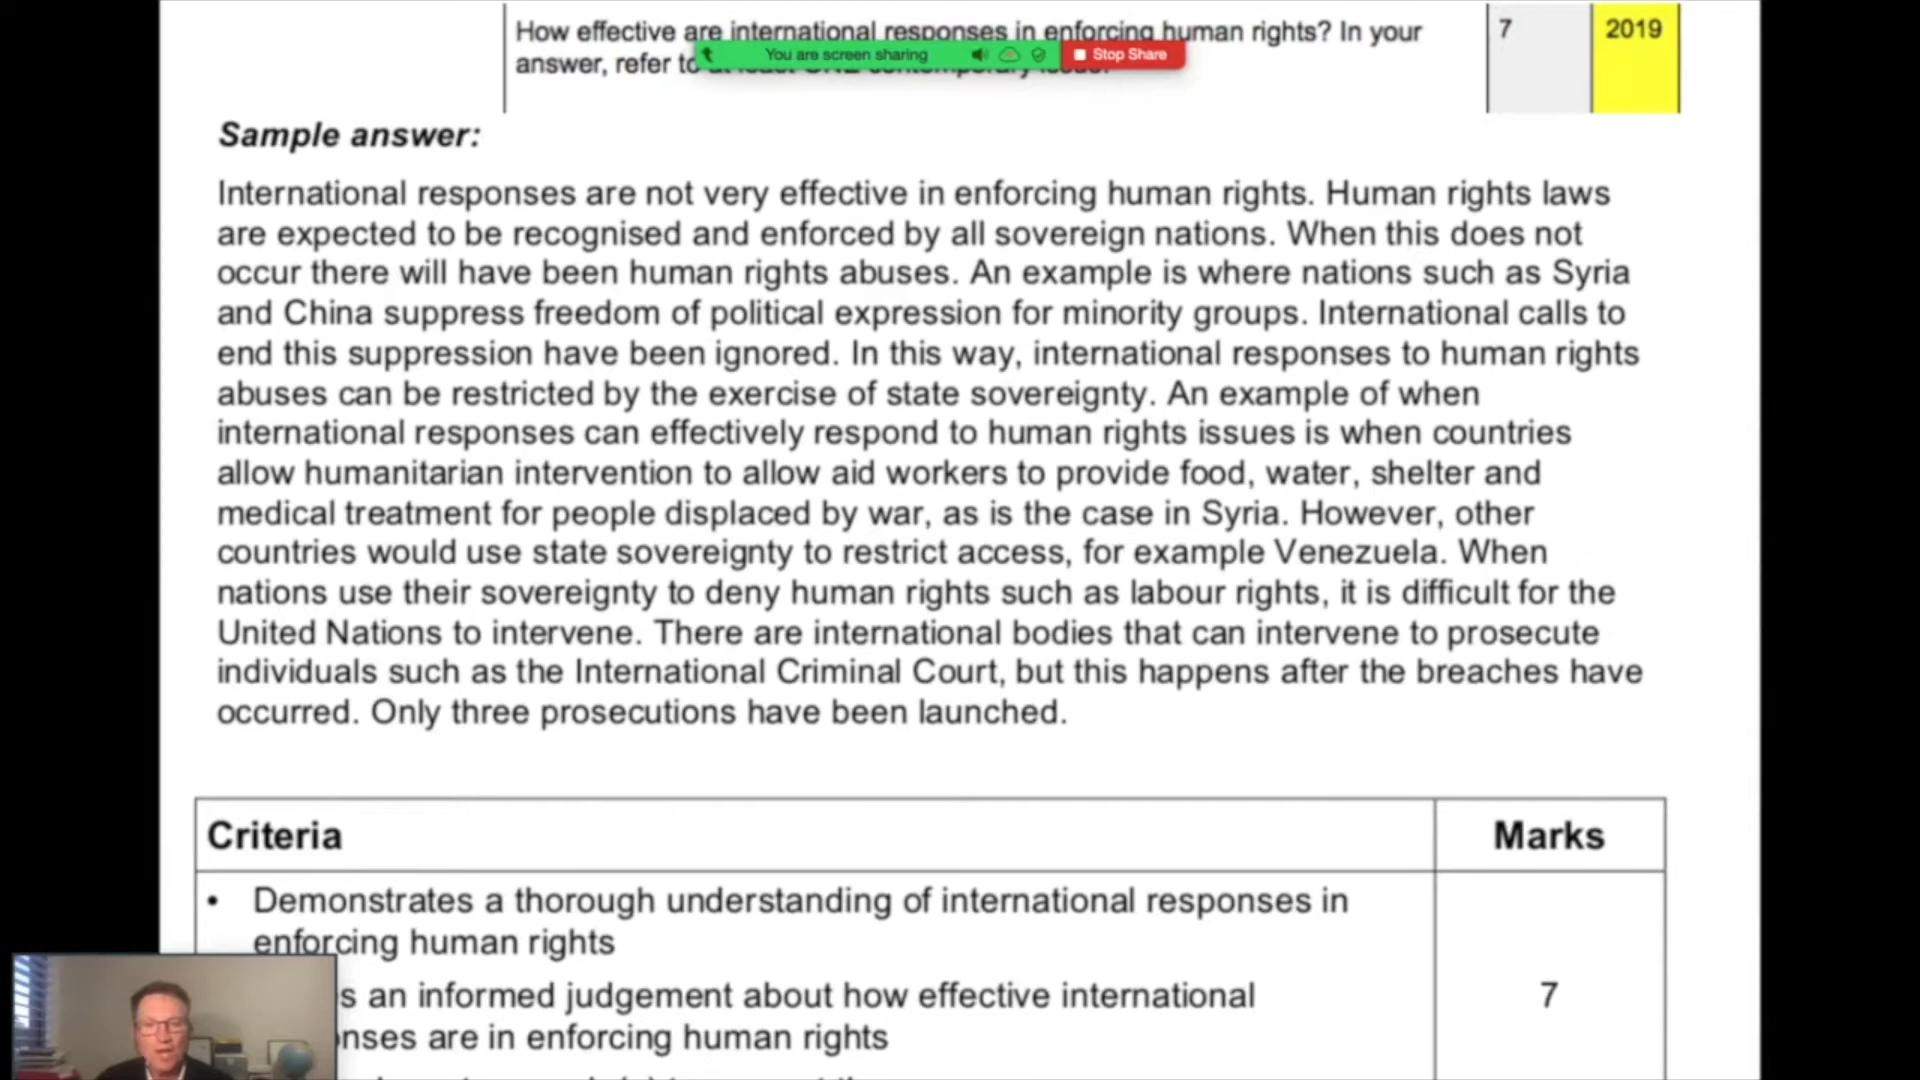 How effective are international responses in enforcing human rights? In your
7
2019
answer, refer to at least ONE contemporary issue.
You are screen sharing
Stop Share
Sample answer:
International responses are not very effective in enforcing human rights. Human rights laws
are expected to be recognised and enforced by all sovereign nations. When this does not
occur there will have been human rights abuses. An example is where nations such as Syria
and China suppress freedom of political expression for minority groups. International calls to
end this suppression have been ignored. In this way, international responses to human rights
abuses can be restricted by the exercise of state sovereignty. An example of when
international responses can effectively respond to human rights issues is when countries
allow humanitarian intervention to allow aid workers to provide food, water, shelter and
medical treatment for people displaced by war, as is the case in Syria. However, other
countries would use state sovereignty to restrict access, for example Venezuela. When
nations use their sovereignty to deny human rights such as labour rights, it is difficult for the
United Nations to intervene. There are international bodies that can intervene to prosecute
individuals such as the International Criminal Court, but this happens after the breaches have
occurred. Only three prosecutions have been launched.
Criteria
Marks
• Demonstrates a thorough understanding of international responses in
enforcing human rights
s an informed judgement about how effective international
7
nses are in enforcing human rights